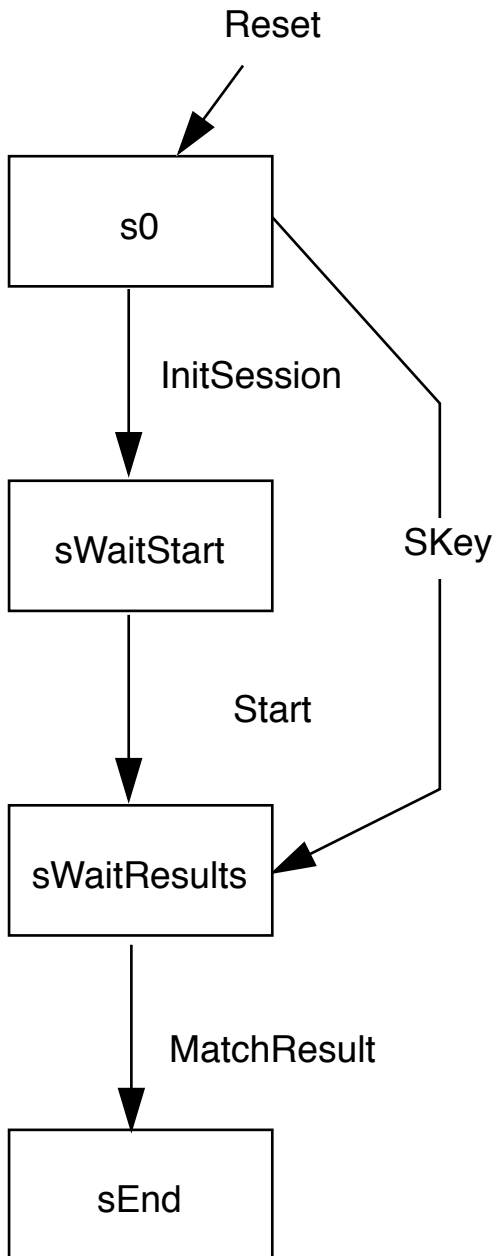 Reset
s0
InitSession
sWaitStart
SKey
Start
sWaitResults
MatchResult
sEnd